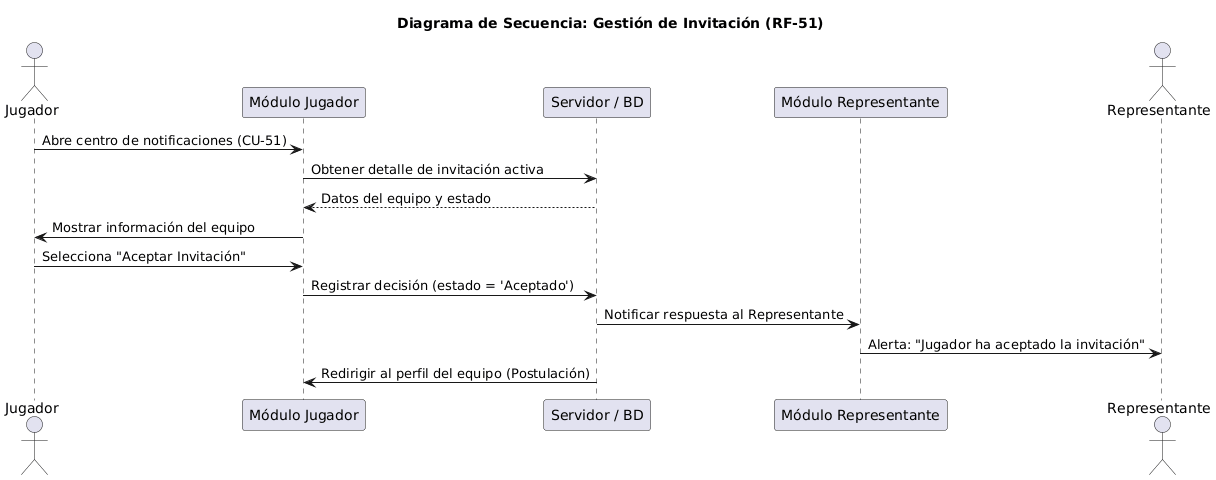 Diagrama de Secuencia: Gestión de Invitación (RF-51)
Jugador
Módulo Jugador
Servidor / BD
Módulo Representante
Representante
Abre centro de notificaciones (CU-51)
Obtener detalle de invitación activa
Datos del equipo y estado
Mostrar información del equipo
Selecciona "Aceptar Invitación"
Registrar decisión (estado = 'Aceptado')
Notificar respuesta al Representante
Alerta: "Jugador ha aceptado la invitación"
Redirigir al perfil del equipo (Postulación)
Jugador
Módulo Jugador
Servidor / BD
Módulo Representante
Representante